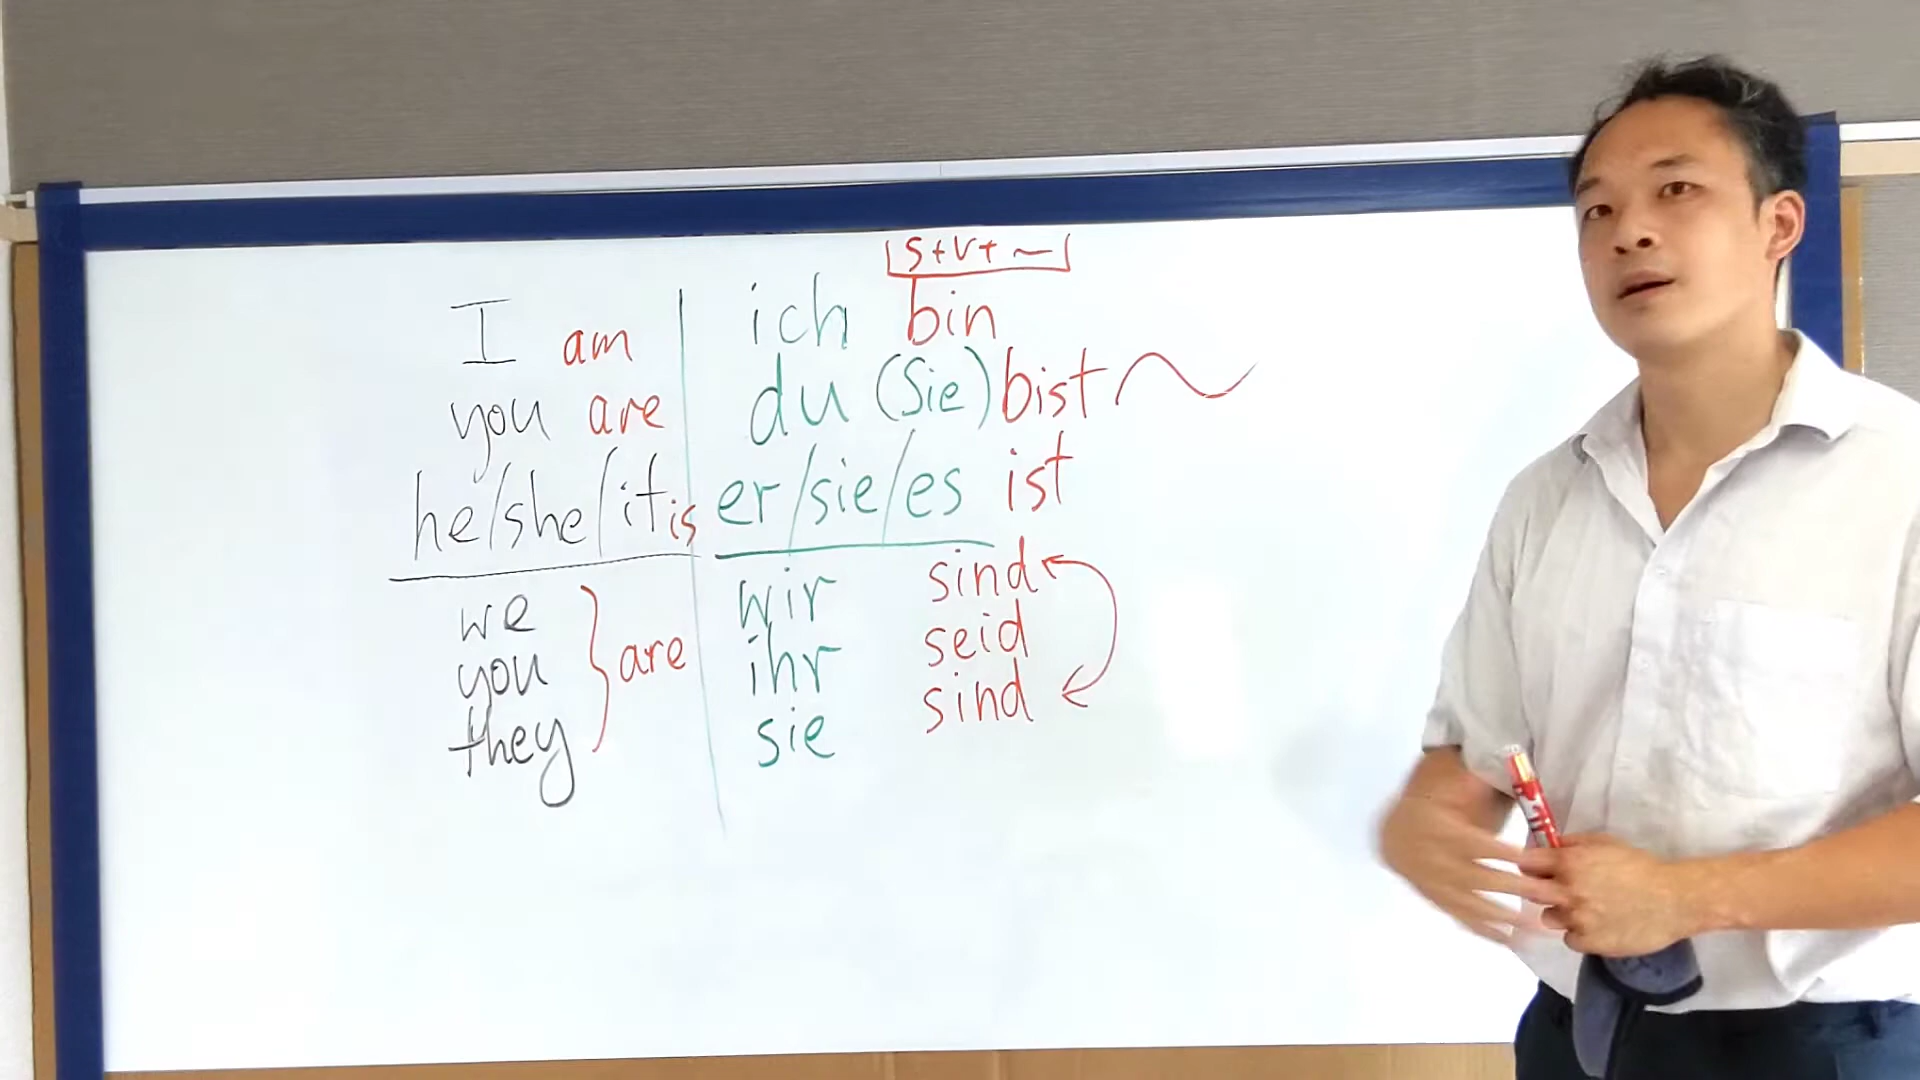 S+V+~
I am ich bin
you are du (Sie) bist ~
he/she/it is er/sie/es ist
we wir sind
you } are ihr seid
they sie sind